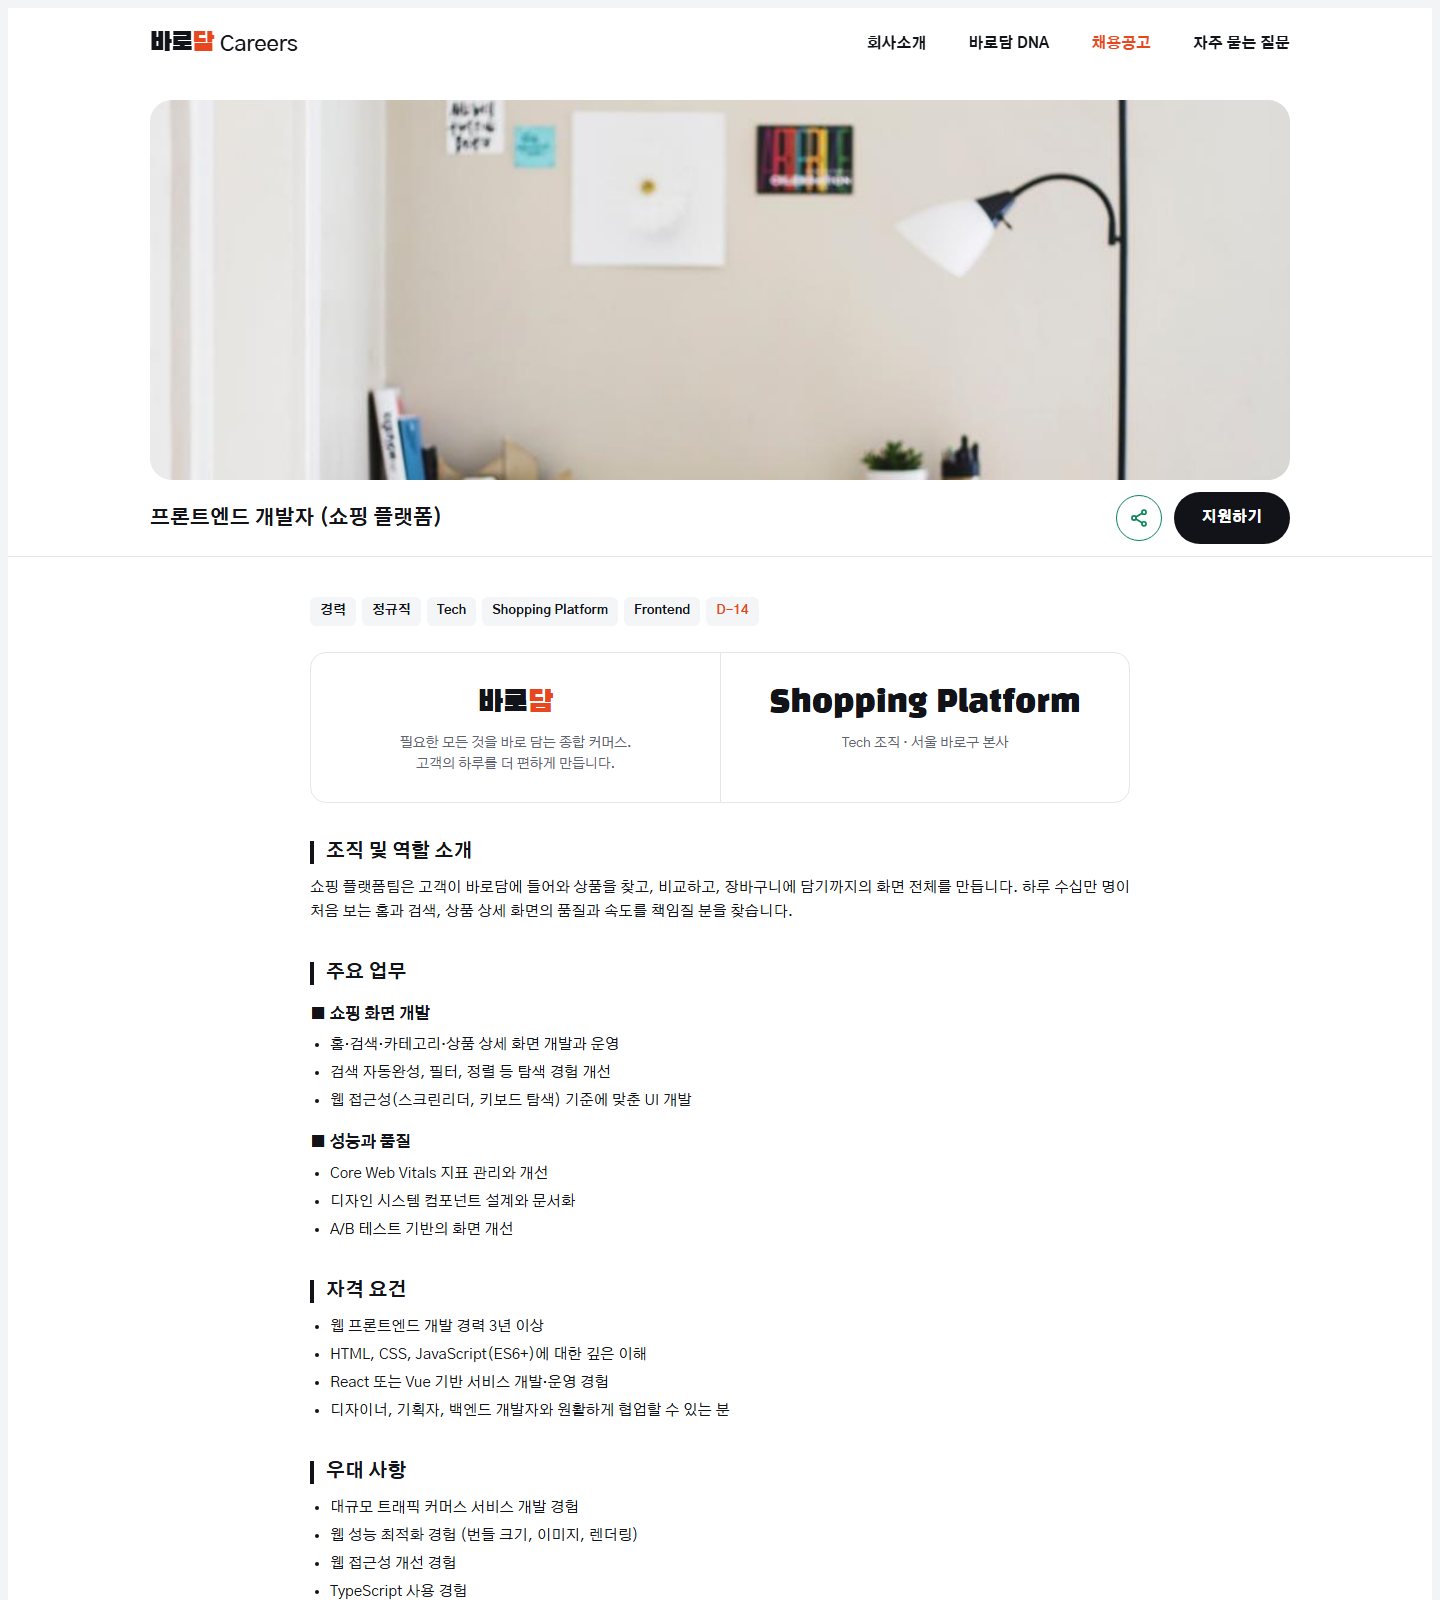 바로담 Careers
회사소개 바로담 DNA 채용공고 자주 묻는 질문
프론트엔드 개발자 (쇼핑 플랫폼)
지원하기
경력 정규직 Tech Shopping Platform Frontend D-14
바로담
필요한 모든 것을 바로 담는 종합 커머스.
고객의 하루를 더 편하게 만듭니다.
Shopping Platform
Tech 조직 · 서울 바로구 본사
조직 및 역할 소개
쇼핑 플랫폼팀은 고객이 바로담에 들어와 상품을 찾고, 비교하고, 장바구니에 담기까지의 화면 전체를 만듭니다. 하루 수십만 명이
처음 보는 홈과 검색, 상품 상세 화면의 품질과 속도를 책임질 분을 찾습니다.
주요 업무
■ 쇼핑 화면 개발
• 홈·검색·카테고리·상품 상세 화면 개발과 운영
• 검색 자동완성, 필터, 정렬 등 탐색 경험 개선
• 웹 접근성(스크린리더, 키보드 탐색) 기준에 맞춘 UI 개발
■ 성능과 품질
• Core Web Vitals 지표 관리와 개선
• 디자인 시스템 컴포넌트 설계와 문서화
• A/B 테스트 기반의 화면 개선
자격 요건
• 웹 프론트엔드 개발 경력 3년 이상
• HTML, CSS, JavaScript(ES6+)에 대한 깊은 이해
• React 또는 Vue 기반 서비스 개발·운영 경험
• 디자이너, 기획자, 백엔드 개발자와 원활하게 협업할 수 있는 분
우대 사항
• 대규모 트래픽 커머스 서비스 개발 경험
• 웹 성능 최적화 경험 (번들 크기, 이미지, 렌더링)
• 웹 접근성 개선 경험
• TypeScript 사용 경험